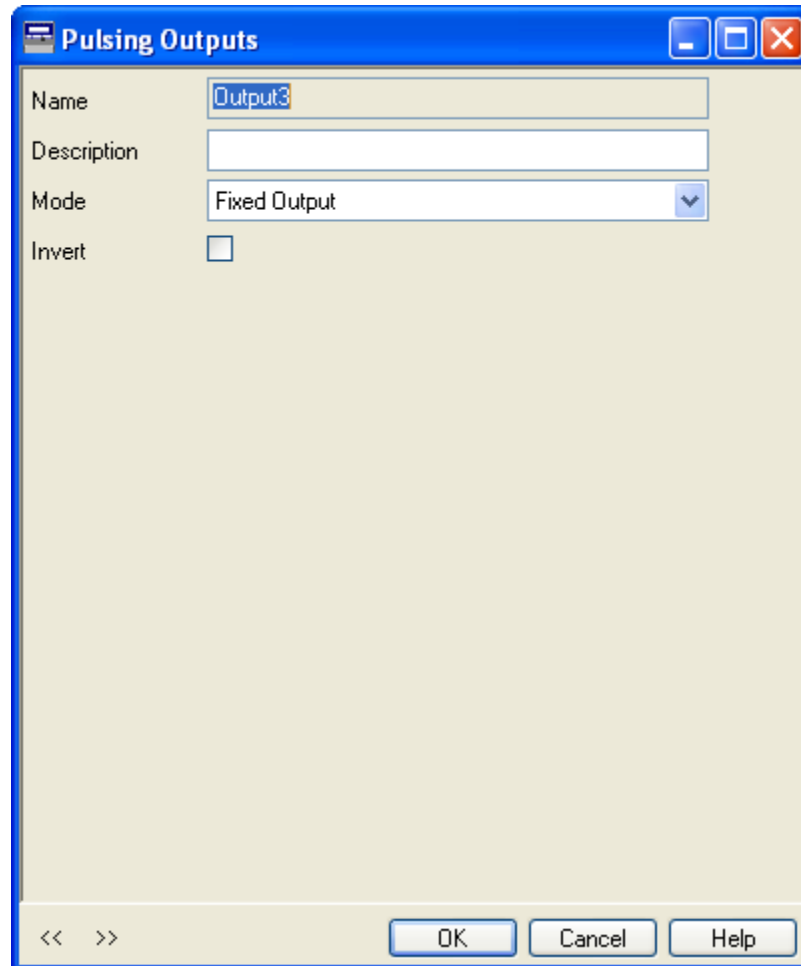 Pulsing Outputs
Name Output3
Description
Mode Fixed Output
Invert
<< >> OK Cancel Help